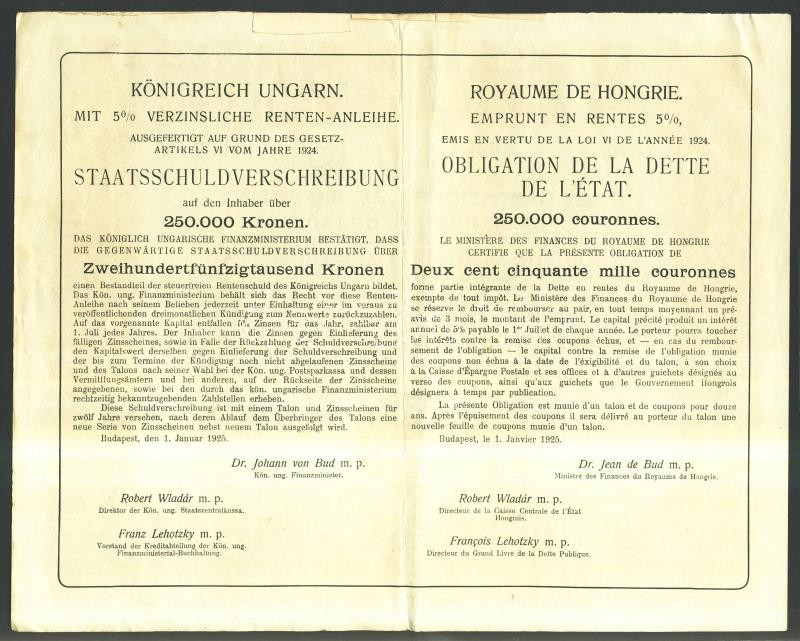 KÖNIGREICH UNGARN.
MIT 5% VERZINSLICHE RENTEN-ANLEIHE.
AUSGEFERTIGT AUF GRUND DES GESETZ-
ARTIKELS VI VOM JAHRE 1924.
STAATSSCHULDVERSCHREIBUNG
auf den Inhaber über
250.000 Kronen.
DAS KÖNIGLICH UNGARISCHE FINANZMINISTERIUM BESTÄTIGT, DASS
DIE GEGENWÄRTIGE STAATSSCHULDVERSCHREIBUNG ÜBER
Zweihundertfünfzigtausend Kronen
einen Bestandteil der steuerfreien Rentenschuld des Königreichs Ungarn bildet.
Das Kön. ung. Finanzministerium behält sich das Recht vor diese Renten-
Anleihe nach seinem Belieben jederzeit unter Einhaltung einer im voraus zu
veröffentlichenden dreimonatlichen Kündigung zum Nennwerte zurückzuzahlen.
Auf das vorgenannte Kapital entfallen 5% Zinsen für das Jahr, zahlbar am
1. Juli jedes Jahres. Der Inhaber kann die Zinsen gegen Einlieferung des
fälligen Zinsscheines, sowie in Falle der Rückzahlung der Schuldverschreibung
den Kapitalswert derselben gegen Einlieferung der Schuldverschreibung und
der bis zum Termine der Kündigung noch nicht abgelaufenen Zinsscheine
und des Talons nach seiner Wahl bei der Kön. ung. Postsparkassa und dessen
Vermittlungsämtern und bei anderen, auf der Rückseite der Zinsscheine
angegebenen, sowie bei den durch das kön. ungarische Finanzministerium
rechtzeitig bekanntzugebenden Zahlstellen erheben.
Diese Schuldverschreibung ist mit einem Talon und Zinsscheinen für
zwölf Jahre versehen, nach deren Ablauf dem Überbringer des Talons eine
neue Serie von Zinsscheinen nebst neuem Talon ausgefolgt wird.
Budapest, den 1. Januar 1925.
Dr. Johann von Bud m. p.
Kön. ung. Finanzminister.
Robert Wladár m. p.
Direktor der Kön. ung. Staatszentralkassa.
Franz Lehotzky m. p.
Vorstand der Kreditabteilung der Kön. ung.
Finanzministerial-Buchhaltung.
ROYAUME DE HONGRIE.
EMPRUNT EN RENTES 5%,
EMIS EN VERTU DE LA LOI VI DE L'ANNÉE 1924.
OBLIGATION DE LA DETTE
DE L'ÉTAT.
250.000 couronnes.
LE MINISTÈRE DES FINANCES DU ROYAUME DE HONGRIE
CERTIFIE QUE LA PRÉSENTE OBLIGATION DE
Deux cent cinquante mille couronnes
forme partie intégrante de la Dette en rentes du Royaume de Hongrie,
exempte de tout impôt. Le Ministère des Finances du Royaume de Hongrie
se réserve le droit de rembourser au pair, en tout temps moyennant un pré-
avis de 3 mois, le montant de l'emprunt. Le capital précité produit un intérêt
annuel de 5% payable le 1er Juillet de chaque année. Le porteur pourra toucher
les intérêts contre la remise des coupons échus, et — en cas du rembour-
sement de l'obligation — le capital contre la remise de l'obligation munie
des coupons non échus à la date de l'éxigibilité et du talon, à son choix
à la Caisse d'Épargne Postale et ses offices et à d'autres guichets désignés au
verso des coupons, ainsi qu'aux guichets que le Gouvernement Hongrois
désignera à temps par publication.
La présente Obligation est munie d'un talon et de coupons pour douze
ans. Après l'épuisement des coupons il sera délivré au porteur du talon une
nouvelle feuille de coupons munie d'un talon.
Budapest, le 1. Janvier 1925.
Dr. Jean de Bud m. p.
Ministre des Finances du Royaume de Hongrie.
Robert Wladár m. p.
Directeur de la Caisse Centrale de l'État
Hongrois.
François Lehotzky m. p.
Directeur du Grand Livre de la Dette Publique.